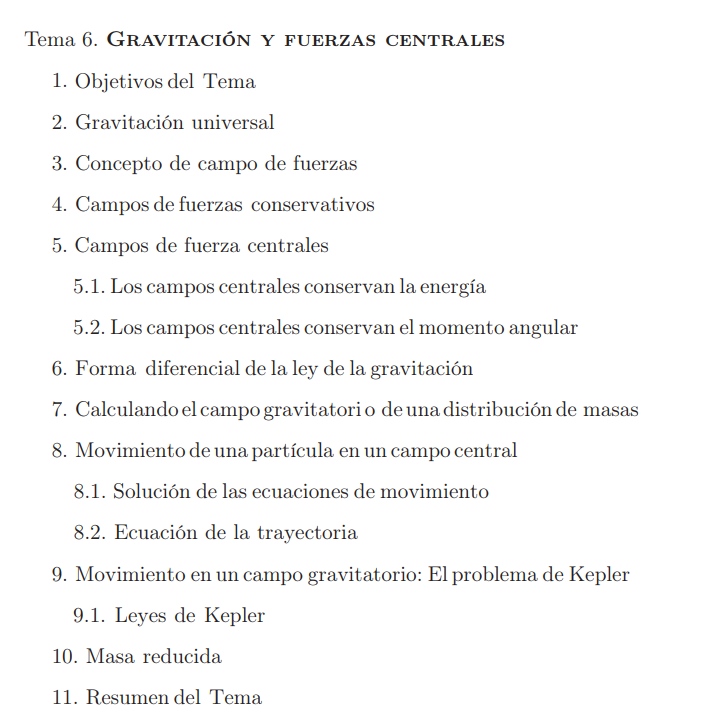 Tema 6. GRAVITACIÓN Y FUERZAS CENTRALES
1. Objetivos del Tema
2. Gravitación universal
3. Concepto de campo de fuerzas
4. Campos de fuerzas conservativos
5. Campos de fuerza centrales
5.1. Los campos centrales conservan la energía
5.2. Los campos centrales conservan el momento angular
6. Forma diferencial de la ley de la gravitación
7. Calculando el campo gravitatorio de una distribución de masas
8. Movimiento de una partícula en un campo central
8.1. Solución de las ecuaciones de movimiento
8.2. Ecuación de la trayectoria
9. Movimiento en un campo gravitatorio: El problema de Kepler
9.1. Leyes de Kepler
10. Masa reducida
11. Resumen del Tema